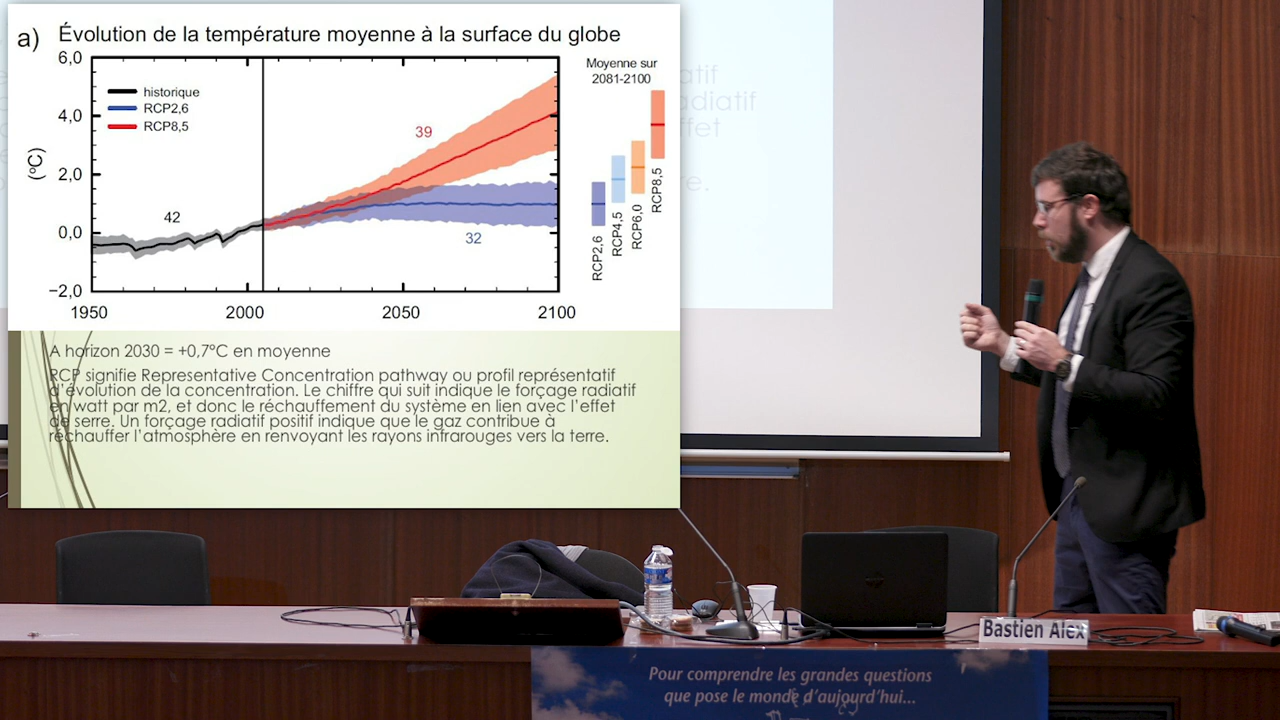 a) Évolution de la température moyenne à la surface du globe
6,0
4,0
2,0
0,0
−2,0
(°C)
historique
RCP2,6
RCP8,5
42
39
32
1950
2000
2050
2100
Moyenne sur
2081-2100
RCP2,6
RCP4,5
RCP6,0
RCP8,5
A horizon 2030 = +0,7°C en moyenne
RCP signifie Representative Concentration pathway ou profil représentatif
d'évolution de la concentration. Le chiffre qui suit indique le forçage radiatif
en watt par m2, et donc le réchauffement du système en lien avec l'effet
de serre. Un forçage radiatif positif indique que le gaz contribue à
réchauffer l'atmosphère en renvoyant les rayons infrarouges vers la terre.
atif
adiatif
ffet
re.
Bastien Alex
Pour comprendre les grandes questions
que pose le monde d'aujourd'hui...